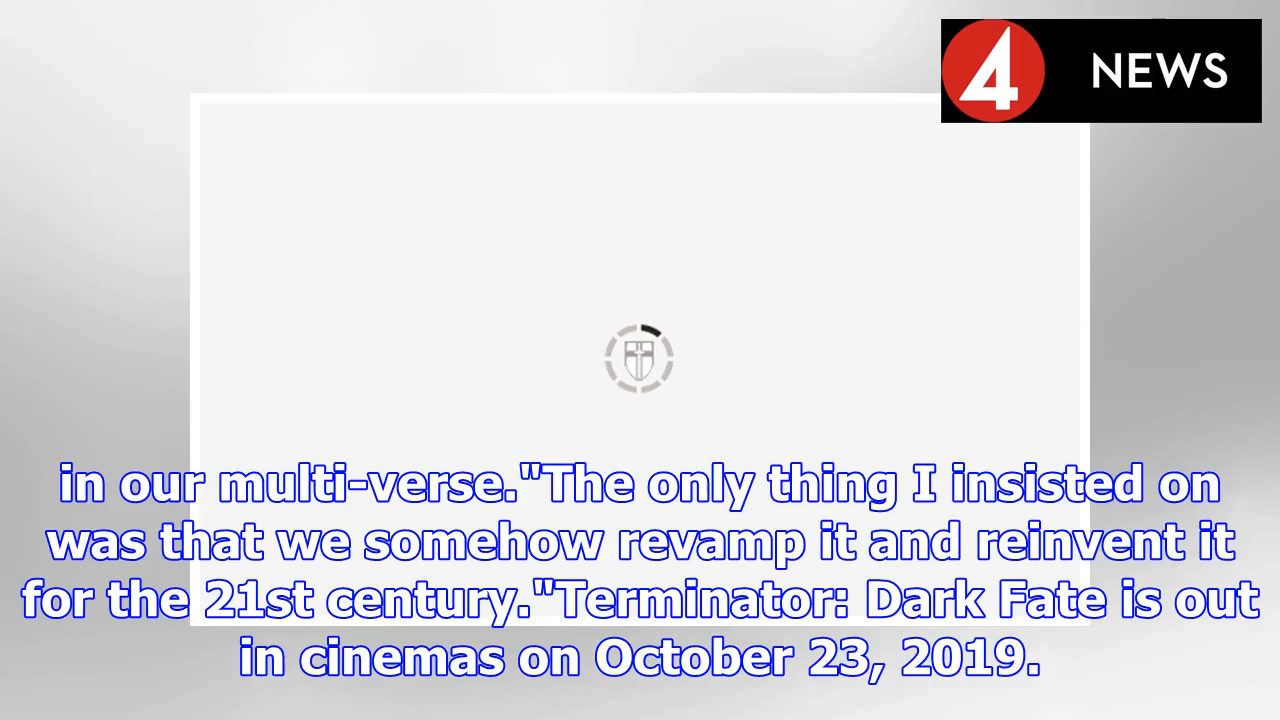 4 NEWS
in our multi-verse."The only thing I insisted on
was that we somehow revamp it and reinvent it
for the 21st century."Terminator: Dark Fate is out
in cinemas on October 23, 2019.